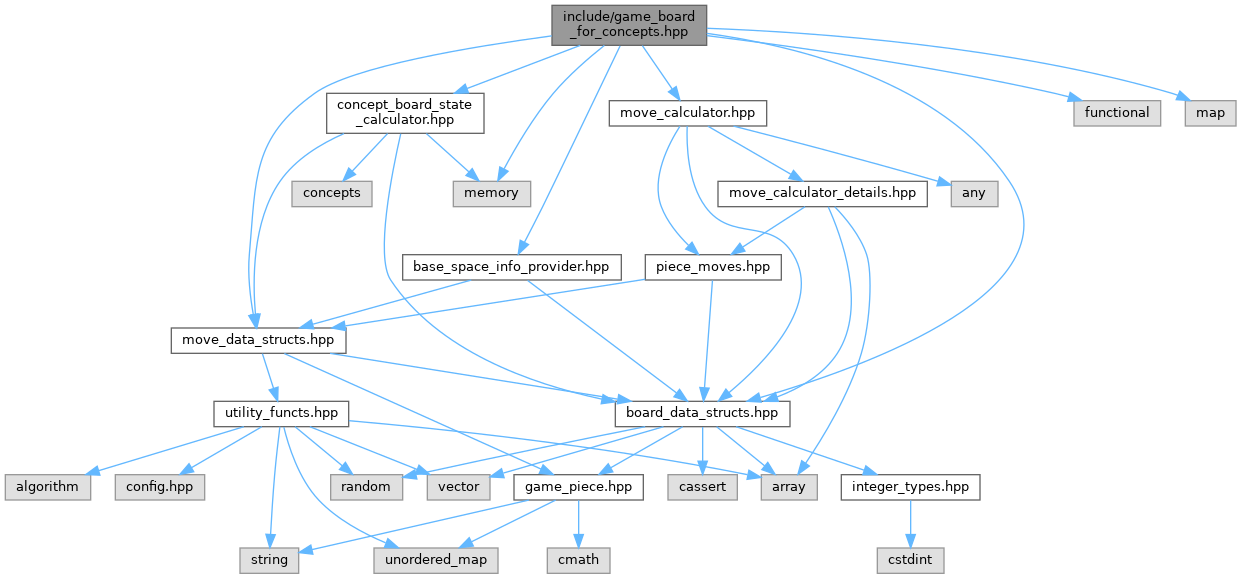 include/game_board
_for_concepts.hpp
concept_board_state
_calculator.hpp
move_calculator.hpp
functional
map
concepts
memory
move_calculator_details.hpp
any
base_space_info_provider.hpp
piece_moves.hpp
move_data_structs.hpp
utility_functs.hpp
board_data_structs.hpp
algorithm
config.hpp
random
vector
game_piece.hpp
cassert
array
integer_types.hpp
string
unordered_map
cmath
cstdint